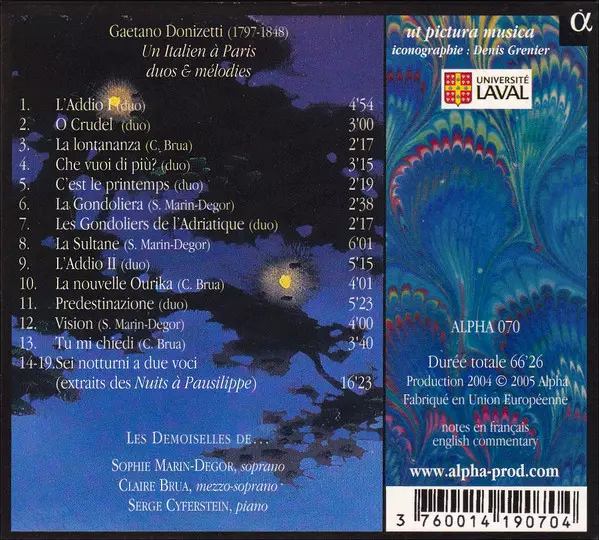 Gaetano Donizetti (1797-1848)
Un Italien à Paris
duos & mélodies
1. L'Addio I (duo) 4'54
2. O Crudel (duo) 3'00
3. La lontananza (C. Brua) 2'17
4. Che vuoi di più? (duo) 3'15
5. C'est le printemps (duo) 2'19
6. La Gondoliera (S. Marin-Degor) 2'38
7. Les Gondoliers de l'Adriatique (duo) 2'17
8. La Sultane (S. Marin-Degor) 6'01
9. L'Addio II (duo) 5'15
10. La nouvelle Ourika (C. Brua) 4'01
11. Predestinazione (duo) 5'23
12. Vision (S. Marin-Degor) 4'00
13. Tu mi chiedi (C. Brua) 3'40
14-19. Sei notturni a due voci
(extraits des Nuits à Pausilippe) 16'23
LES DEMOISELLES DE…
SOPHIE MARIN-DEGOR, soprano
CLAIRE BRUA, mezzo-soprano
SERGE CYFERSTEIN, piano
ut pictura musica
iconographie : Denis Grenier
α
UNIVERSITÉ
LAVAL
ALPHA 070
Durée totale 66'26
Production 2004 © 2005 Alpha
Fabriqué en Union Européenne
notes en français
english commentary
www.alpha-prod.com
3 760014 190704